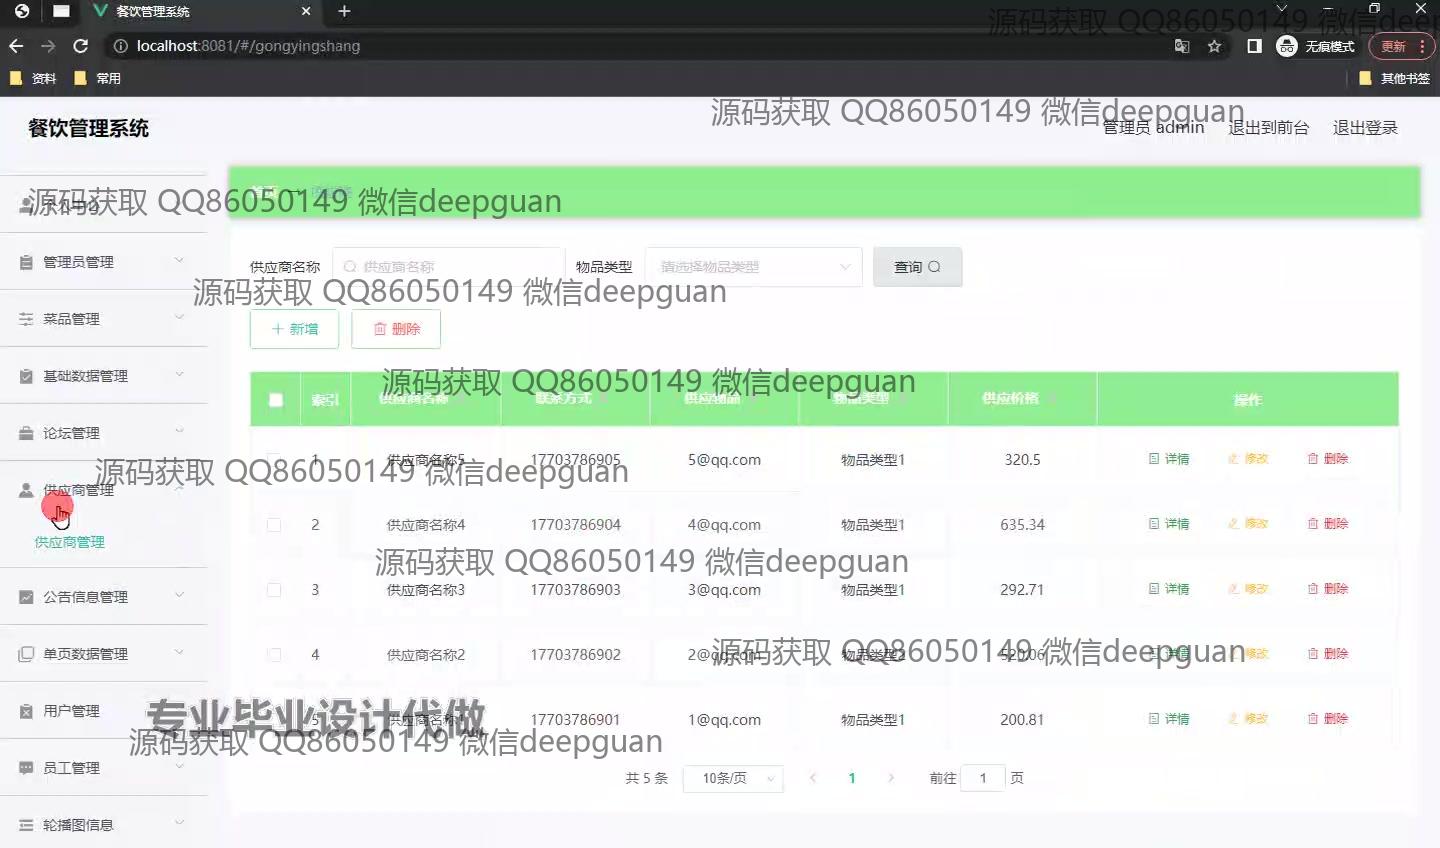 餐饮管理系统
localhost:8081/#/gongyingshang
无痕模式
更新
资料
常用
其他书签
源码获取 QQ86050149 微信deep
餐饮管理系统
管理员 admin
退出到前台
退出登录
源码获取 QQ86050149 微信deepguan
源码获取 QQ86050149 微信deepguan
管理员管理
菜品管理
基础数据管理
论坛管理
供应商管理
供应商管理
公告信息管理
单页数据管理
用户管理
员工管理
轮播图信息
供应商名称
供应商名称
物品类型
请选择物品类型
查询
源码获取 QQ86050149 微信deepguan
新增
删除
源码获取 QQ86050149 微信deepguan
索引 供应商名称 联系方式 供应物品 物品类型 供应价格 操作
1 供应商名称5 17703786905 5@qq.com 物品类型1 320.5 详情 修改 删除
源码获取 QQ86050149 微信deepguan
2 供应商名称4 17703786904 4@qq.com 物品类型1 635.34 详情 修改 删除
源码获取 QQ86050149 微信deepguan
3 供应商名称3 17703786903 3@qq.com 物品类型1 292.71 详情 修改 删除
4 供应商名称2 17703786902 2@qq.com 物品类型2 详情 修改 删除
源码获取 QQ86050149 微信deepguan
5 供应商名称1 17703786901 1@qq.com 物品类型1 200.81 详情 修改 删除
专业毕业设计代做
源码获取 QQ86050149 微信deepguan
共 5 条 10条/页 1 前往 1 页